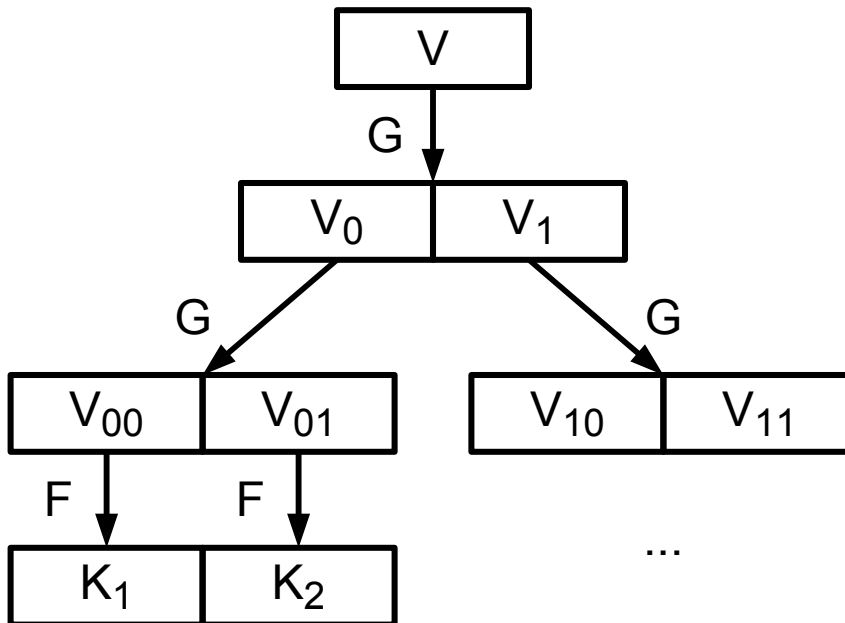 V
G
V₀ V₁
G G
V₀₀ V₀₁ V₁₀ V₁₁
F F
K₁ K₂ ...